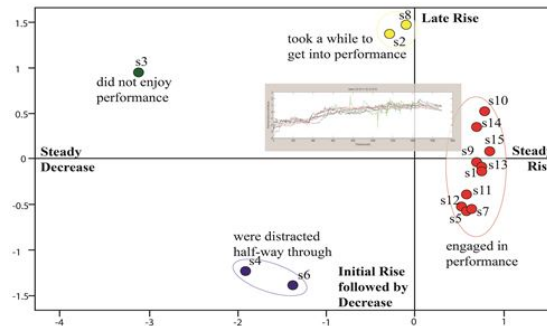 Late Rise
s8
s2
took a while to
get into performance
s3
did not enjoy
performance
s10
s14
s15
s9
s1
s13
s11
s12
s5
s7
Steady
Decrease
engaged in
performance
were distracted
half-way through
s4
s6
Initial Rise
followed by
Decrease
1.5
1
0.5
0
-0.5
-1
-1.5
-4
-3
-2
-1
0
1
2